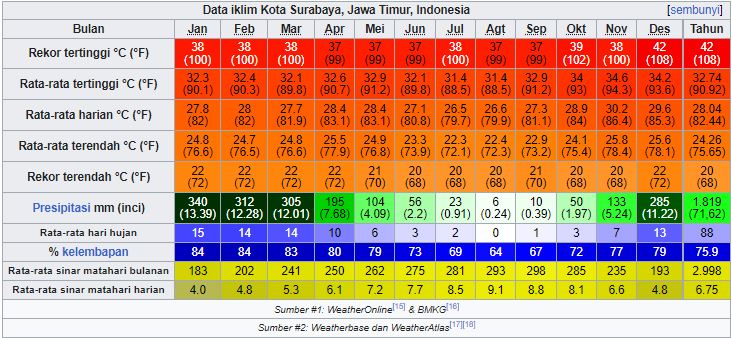 Data iklim Kota Surabaya, Jawa Timur, Indonesia [sembunyi]
Bulan Jan Feb Mar Apr Mei Jun Jul Agt Sep Okt Nov Des Tahun
Rekor tertinggi °C (°F) 38 (100) 38 (100) 38 (100) 37 (99) 37 (99) 37 (99) 38 (100) 37 (99) 37 (99) 39 (102) 38 (100) 42 (108) 42 (108)
Rata-rata tertinggi °C (°F) 32.3 (90.1) 32.4 (90.3) 32.1 (89.8) 32.6 (90.7) 32.9 (91.2) 32.1 (89.8) 31.4 (88.5) 31.4 (88.5) 32.9 (91.2) 34 (93) 34.6 (94.3) 34.2 (93.6) 32.74 (90.92)
Rata-rata harian °C (°F) 27.8 (82) 28 (82) 27.7 (81.9) 28.4 (83.1) 28.4 (83.1) 27.1 (80.8) 26.5 (79.7) 26.6 (79.9) 27.3 (81.1) 28.9 (84) 30.2 (86.4) 29.6 (85.3) 28.04 (82.44)
Rata-rata terendah °C (°F) 24.8 (76.6) 24.7 (76.5) 24.8 (76.6) 25.5 (77.9) 24.9 (76.8) 23.3 (73.9) 22.3 (72.1) 22.4 (72.3) 22.9 (73.2) 24.1 (75.4) 25.8 (78.4) 25.6 (78.1) 24.26 (75.65)
Rekor terendah °C (°F) 22 (72) 22 (72) 22 (72) 22 (72) 21 (70) 20 (68) 20 (68) 20 (68) 20 (68) 20 (68) 22 (72) 22 (72) 20 (68)
Presipitasi mm (inci) 340 (13.39) 312 (12.28) 305 (12.01) 195 (7.68) 104 (4.09) 56 (2.2) 23 (0.91) 6 (0.24) 10 (0.39) 50 (1.97) 133 (5.24) 285 (11.22) 1.819 (71,62)
Rata-rata hari hujan 15 14 14 10 6 3 2 0 1 3 7 13 88
% kelembapan 84 84 83 80 79 73 69 64 67 72 77 79 75.9
Rata-rata sinar matahari bulanan 183 202 241 250 262 275 281 293 298 285 235 193 2.998
Rata-rata sinar matahari harian 4.0 4.8 5.3 6.1 7.2 7.7 8.5 9.1 8.8 8.1 6.6 4.8 6.75
Sumber #1: WeatherOnline[15] & BMKG[16]
Sumber #2: Weatherbase dan WeatherAtlas[17][18]